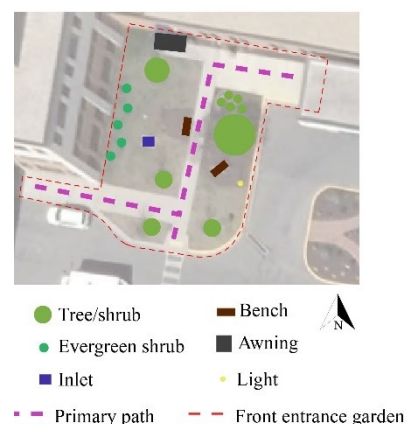 Tree/shrub
Bench
Evergreen shrub
Awning
N
Inlet
Light
Primary path
Front entrance garden